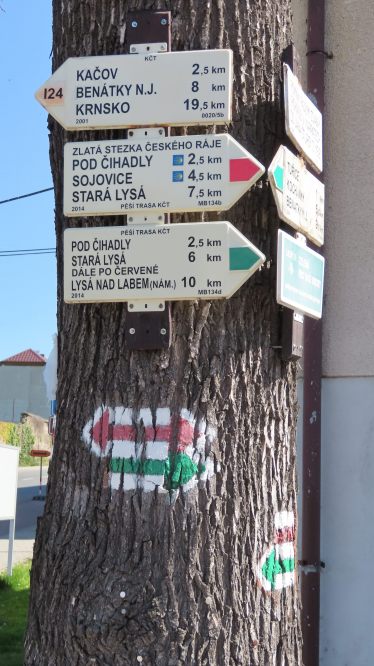 KČT
124
KAČOV 2,5 km
BENÁTKY N.J. 8 km
KRNSKO 19,5 km
2001 0020/5b
ZLATÁ STEZKA ČESKÉHO RÁJE
POD ČIHADLY 2,5 km
SOJOVICE 4,5 km
STARÁ LYSÁ 7,5 km
2014 PĚŠÍ TRASA KČT MB134b
PĚŠÍ TRASA KČT
POD ČIHADLY 2,5 km
STARÁ LYSÁ 6 km
DÁLE PO ČERVENÉ
LYSÁ NAD LABEM(NÁM.) 10 km
2014 MB134d